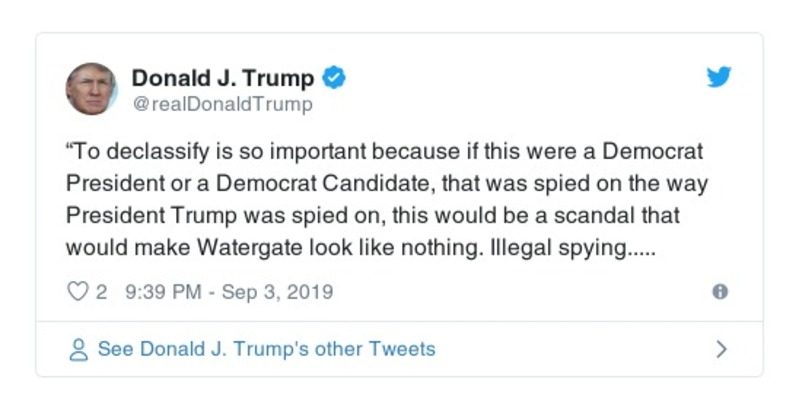 Donald J. Trump
@realDonaldTrump
“To declassify is so important because if this were a Democrat
President or a Democrat Candidate, that was spied on the way
President Trump was spied on, this would be a scandal that
would make Watergate look like nothing. Illegal spying.....
2 9:39 PM - Sep 3, 2019
See Donald J. Trump's other Tweets